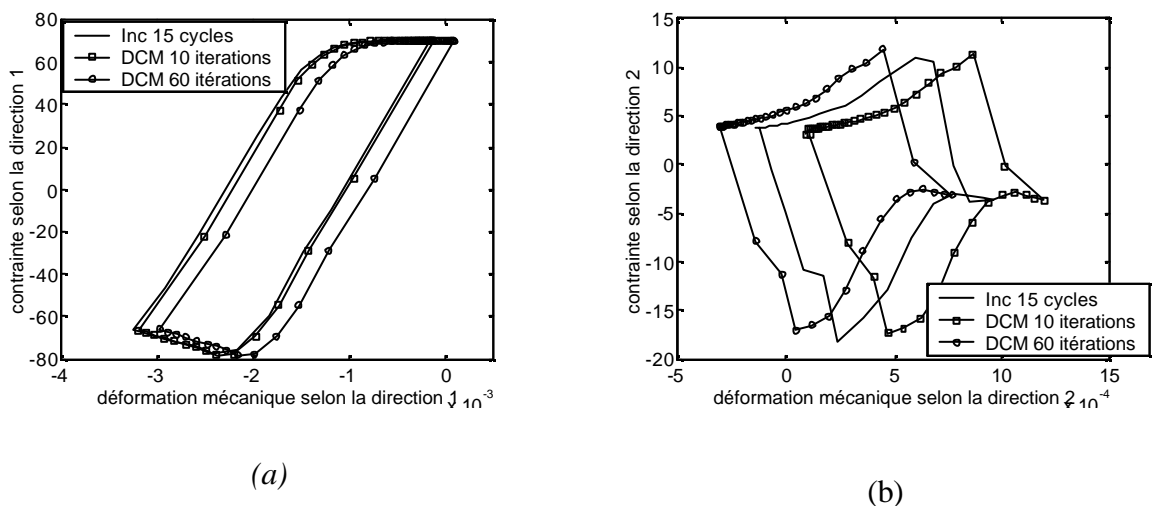 80
60
40
20
0
-20
-40
-60
-80
-4
-3
-2
-1
0
Inc 15 cycles
DCM 10 iterations
DCM 60 itérations
contrainte selon la direction 1
déformation mécanique selon la direction 1
x 10-3
(a)
15
10
5
0
-5
-10
-15
-20
-5
0
5
10
15
Inc 15 cycles
DCM 10 iterations
DCM 60 itérations
contrainte selon la direction 2
déformation mécanique selon la direction 2
x 10-4
(b)